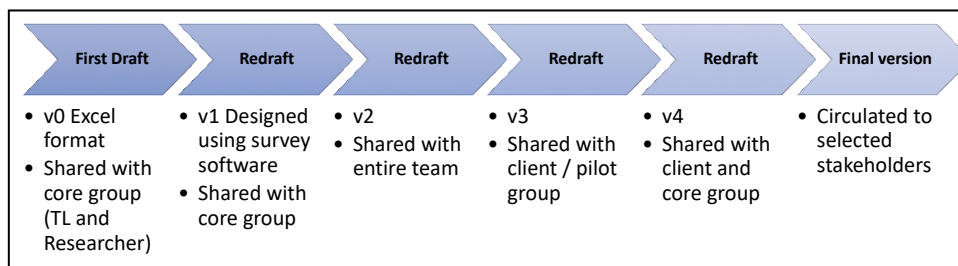 First Draft
Redraft
Redraft
Redraft
Redraft
Final version
• v0 Excel
format
• Shared with
core group
(TL and
Researcher)
• v1 Designed
using survey
software
• Shared with
core group
• v2
• Shared with
entire team
• v3
• Shared with
client / pilot
group
• v4
• Shared with
client and
core group
• Circulated to
selected
stakeholders